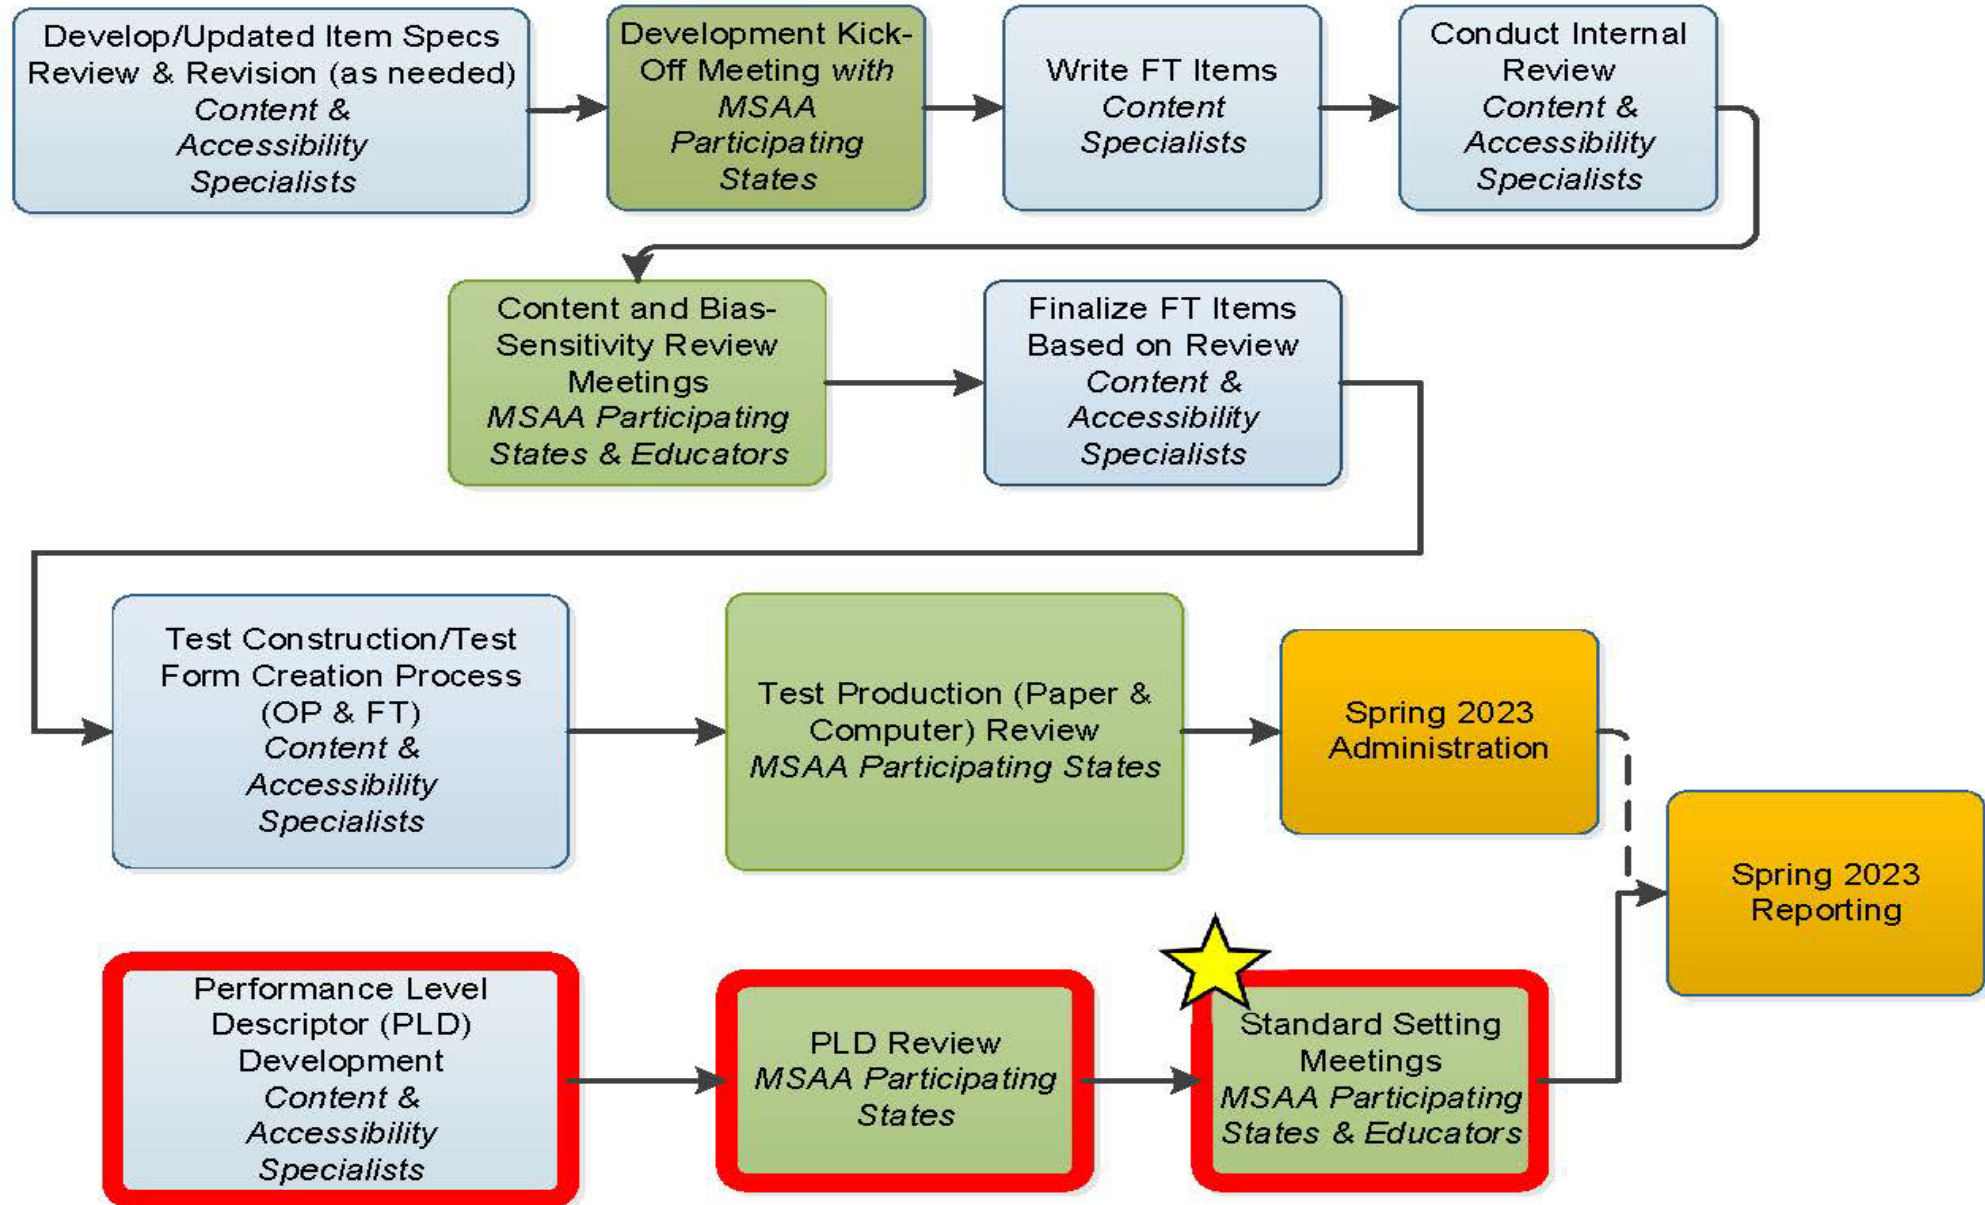 Develop/Updated Item Specs
Review & Revision (as needed)
Content &
Accessibility
Specialists
Development Kick-
Off Meeting with
MSAA
Participating
States
Write FT Items
Content
Specialists
Conduct Internal
Review
Content &
Accessibility
Specialists
Content and Bias-
Sensitivity Review
Meetings
MSAA Participating
States & Educators
Finalize FT Items
Based on Review
Content &
Accessibility
Specialists
Test Construction/Test
Form Creation Process
(OP & FT)
Content &
Accessibility
Specialists
Test Production (Paper &
Computer) Review
MSAA Participating States
Spring 2023
Administration
Spring 2023
Reporting
Performance Level
Descriptor (PLD)
Development
Content &
Accessibility
Specialists
PLD Review
MSAA Participating
States
Standard Setting
Meetings
MSAA Participating
States & Educators